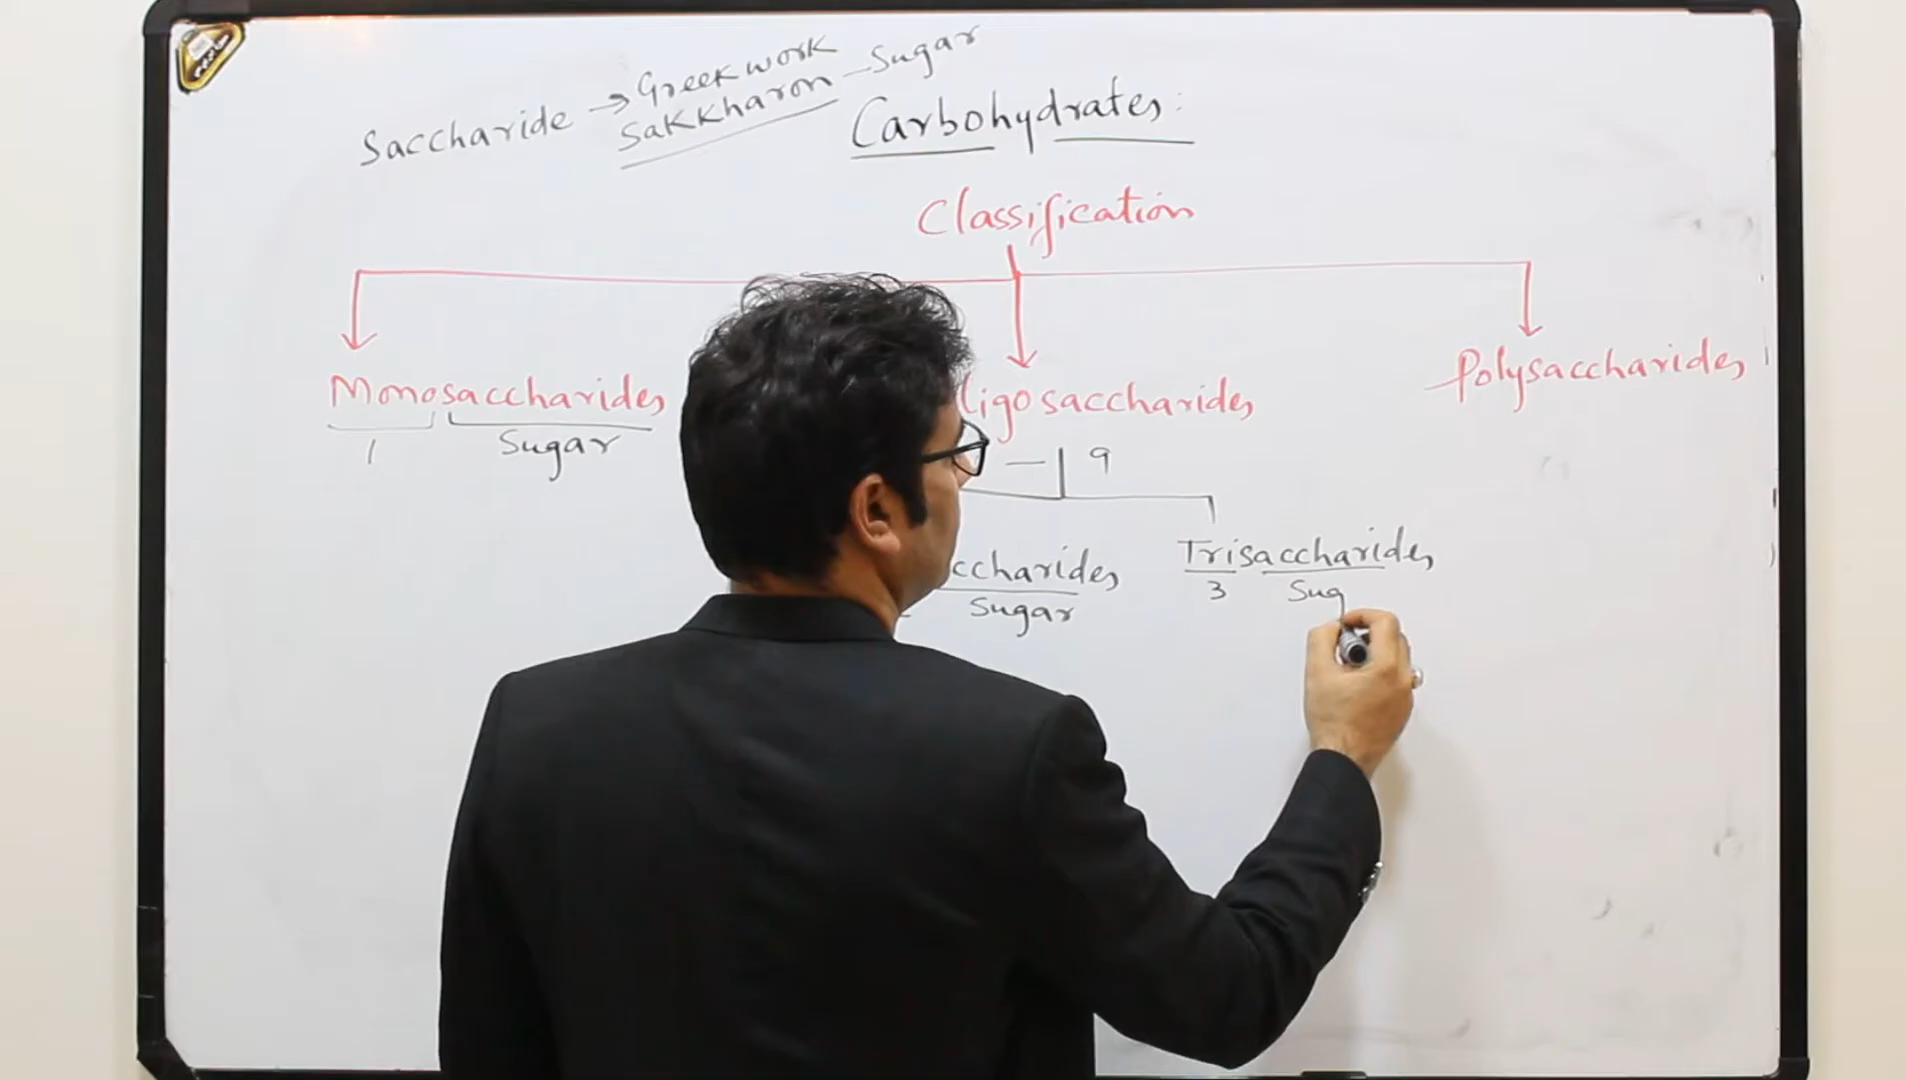 Saccharide → Greek work
Sakkharon – Sugar
Carbohydrates:
Classification
Monosaccharides
1 Sugar
ligosaccharides
– 9
Polysaccharides
ccharides
Sugar
Trisaccharides
3 Sug